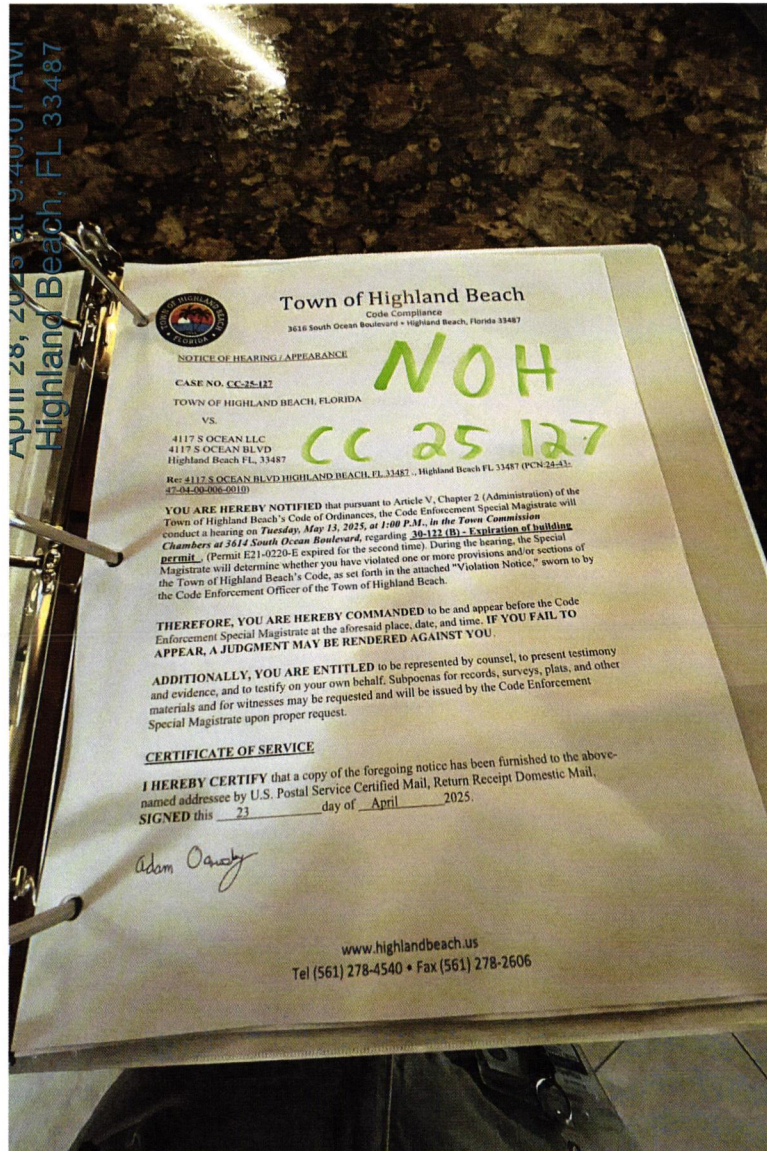 April 28, 2025 at 9:40:01 AM
Highland Beach, FL 33487
TOWN OF HIGHLAND BEACH
FLORIDA
Town of Highland Beach
Code Compliance
3616 South Ocean Boulevard • Highland Beach, Florida 33487
NOTICE OF HEARING / APPEARANCE
NOH
CASE NO. CC-25-127
TOWN OF HIGHLAND BEACH, FLORIDA
VS.
CC 25 127
4117 S OCEAN LLC
4117 S OCEAN BLVD
Highland Beach FL, 33487
Re: 4117 S OCEAN BLVD HIGHLAND BEACH, FL 33487 ., Highland Beach FL 33487 (PCN:24-43-
47-04-00-006-0010)
YOU ARE HEREBY NOTIFIED that pursuant to Article V, Chapter 2 (Administration) of the
Town of Highland Beach's Code of Ordinances, the Code Enforcement Special Magistrate will
conduct a hearing on Tuesday, May 13, 2025, at 1:00 P.M., in the Town Commission
Chambers at 3614 South Ocean Boulevard, regarding 30-122 (B) - Expiration of building
permit , (Permit E21-0220-E expired for the second time). During the hearing, the Special
Magistrate will determine whether you have violated one or more provisions and/or sections of
the Town of Highland Beach's Code, as set forth in the attached "Violation Notice," sworn to by
the Code Enforcement Officer of the Town of Highland Beach.
THEREFORE, YOU ARE HEREBY COMMANDED to be and appear before the Code
Enforcement Special Magistrate at the aforesaid place, date, and time. IF YOU FAIL TO
APPEAR, A JUDGMENT MAY BE RENDERED AGAINST YOU.
ADDITIONALLY, YOU ARE ENTITLED to be represented by counsel, to present testimony
and evidence, and to testify on your own behalf. Subpoenas for records, surveys, plats, and other
materials and for witnesses may be requested and will be issued by the Code Enforcement
Special Magistrate upon proper request.
CERTIFICATE OF SERVICE
I HEREBY CERTIFY that a copy of the foregoing notice has been furnished to the above-
named addressee by U.S. Postal Service Certified Mail, Return Receipt Domestic Mail,
SIGNED this 23 day of April 2025.
Adam
www.highlandbeach.us
Tel (561) 278-4540 • Fax (561) 278-2606